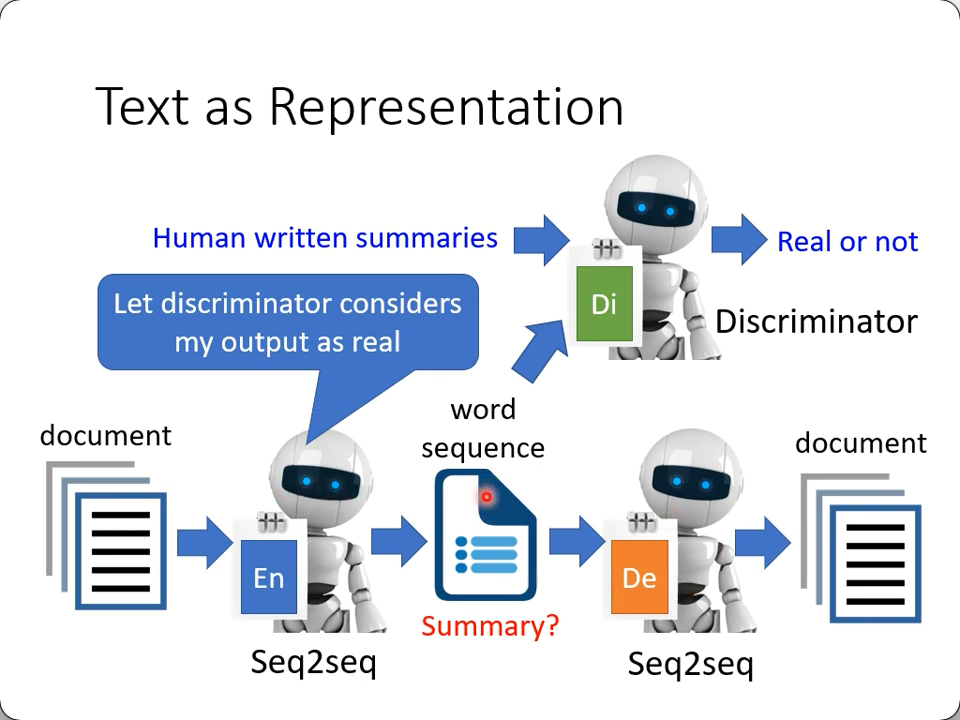 Text as Representation
Human written summaries
Real or not
Let discriminator considers
my output as real
Di
Discriminator
word
sequence
document
document
En
De
Summary?
Seq2seq
Seq2seq